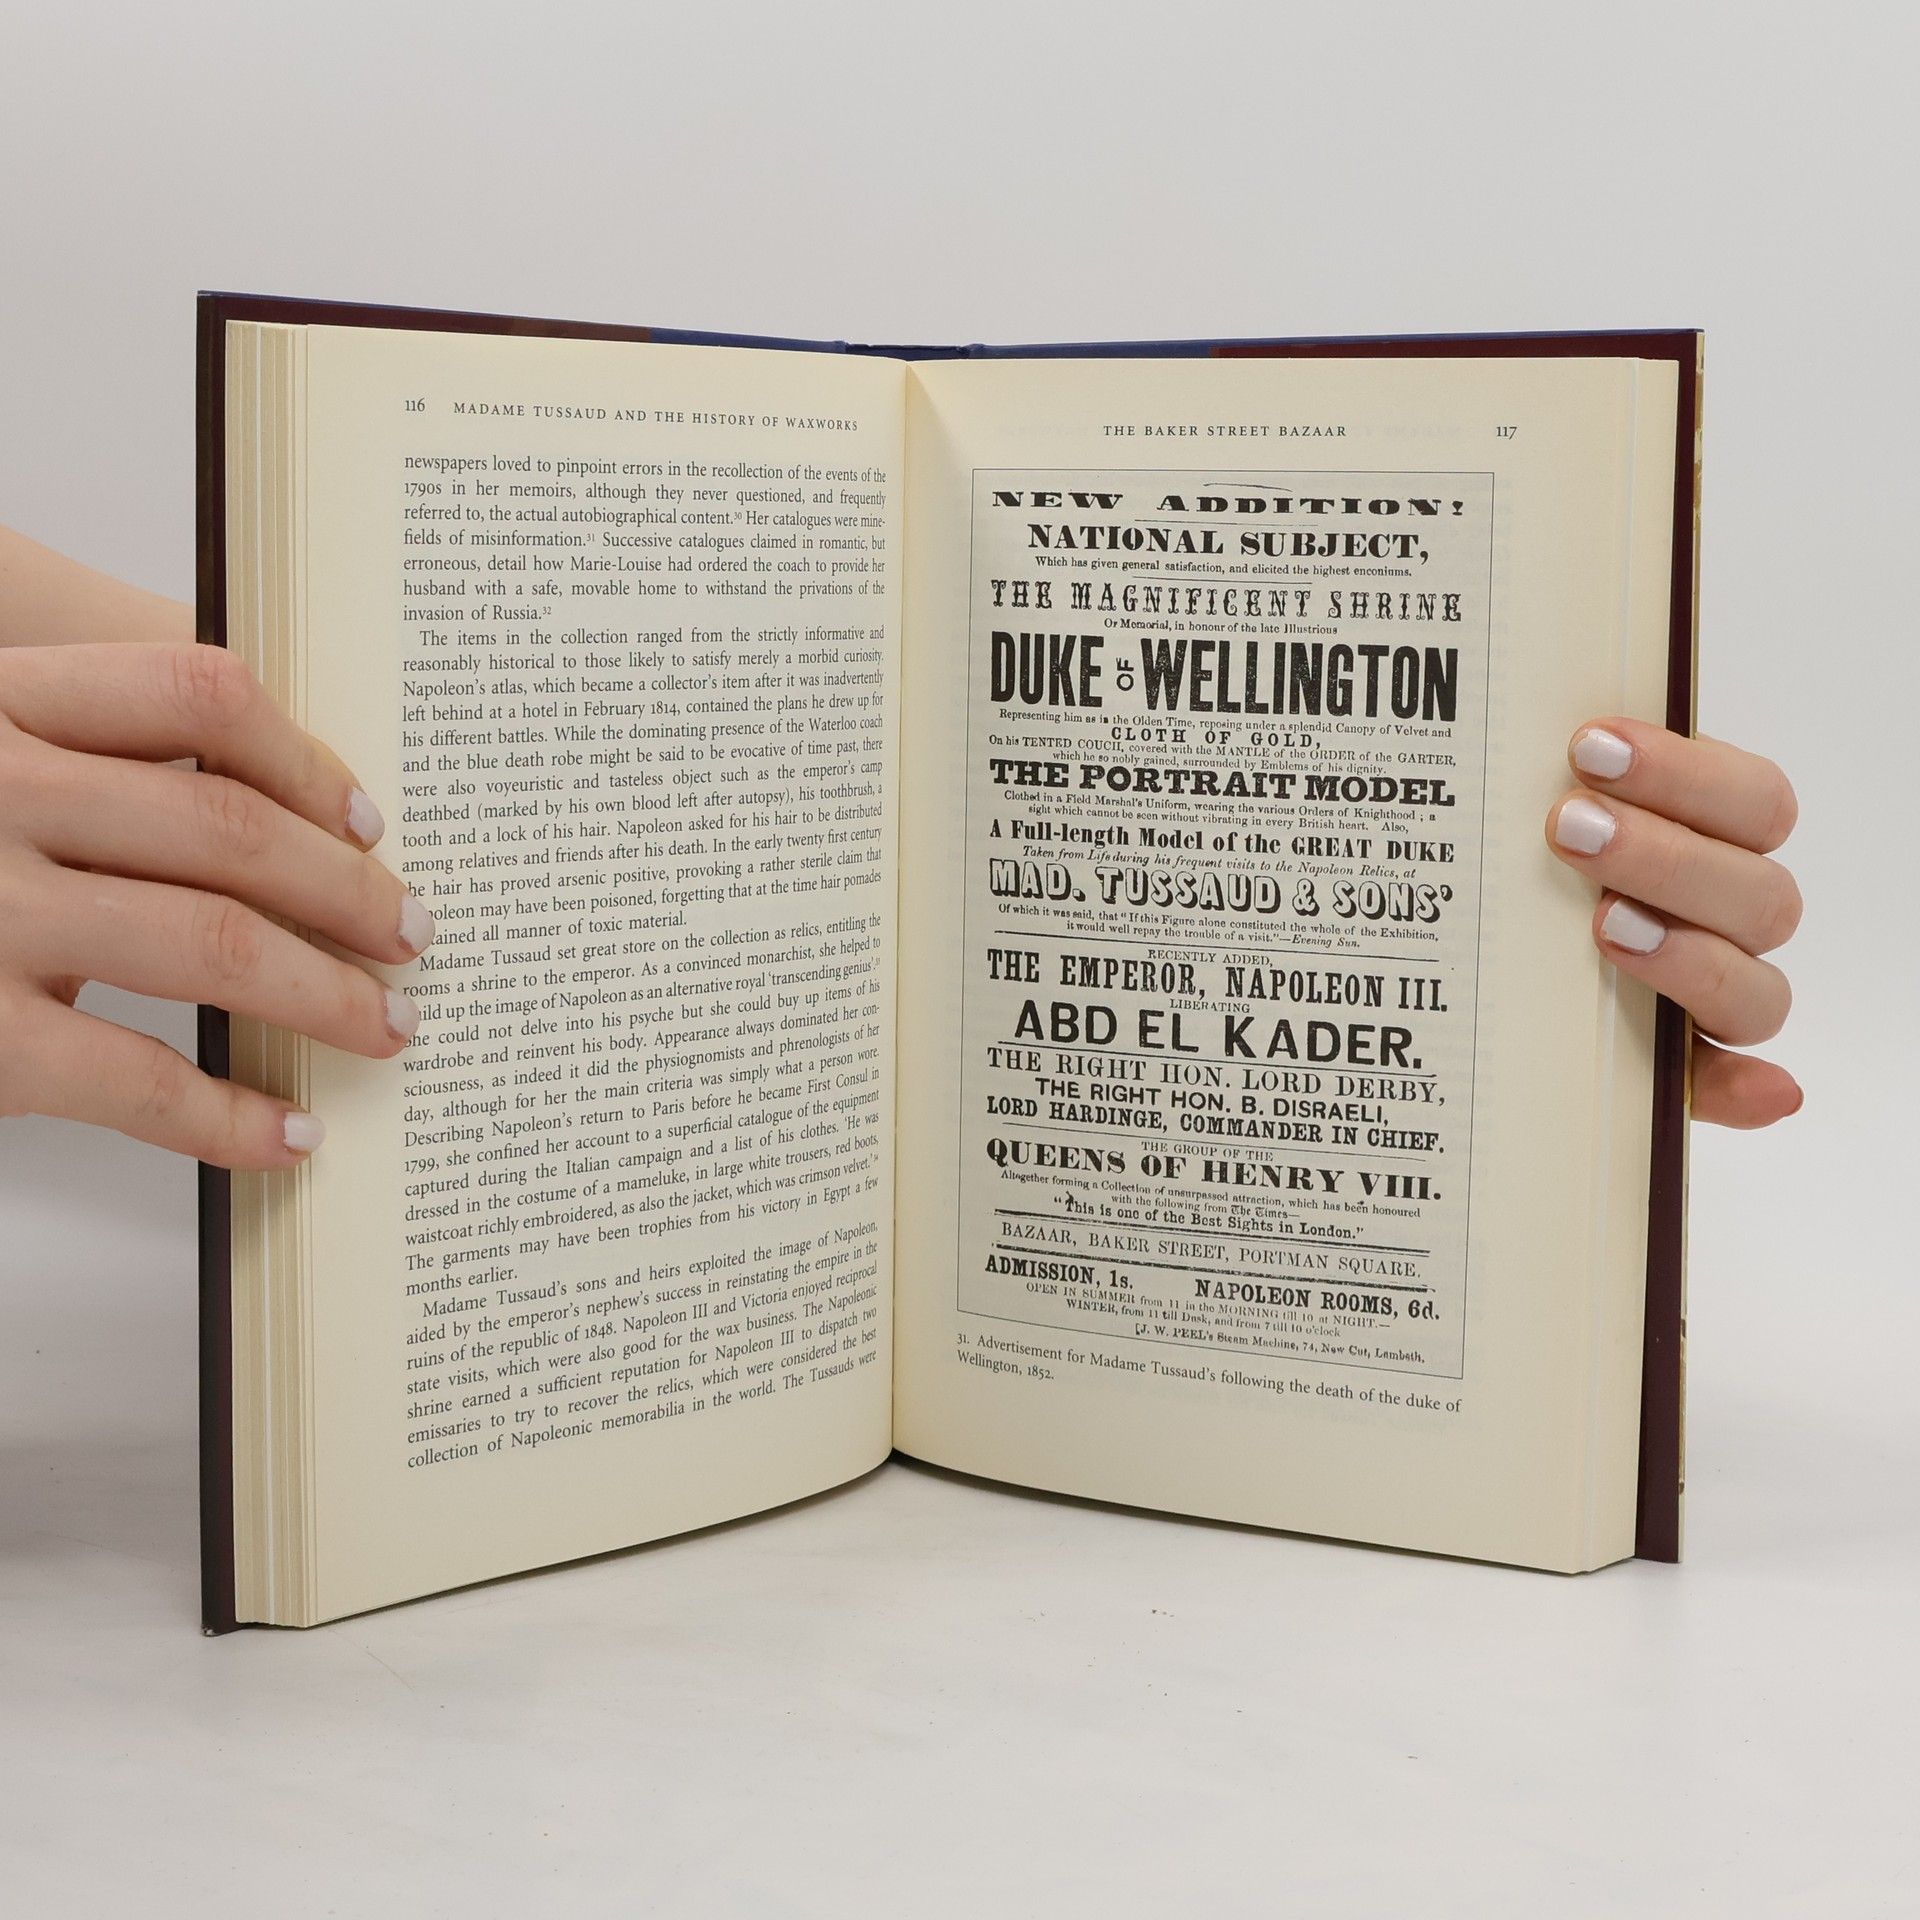 116 MADAME TUSSAUD AND THE HISTORY OF WAXWORKS
newspapers loved to pinpoint errors in the recollection of the events of the
1790s in her memoirs, although they never questioned, and frequently
referred to, the actual autobiographical content.30 Her catalogues were mine-
fields of misinformation.31 Successive catalogues claimed in romantic, but
erroneous, detail how Marie-Louise had ordered the coach to provide her
husband with a safe, movable home to withstand the privations of the
invasion of Russia.32
The items in the collection ranged from the strictly informative and
reasonably historical to those likely to satisfy merely a morbid curiosity.
Napoleon's atlas, which became a collector's item after it was inadvertently
left behind at a hotel in February 1814, contained the plans he drew up for
his different battles. While the dominating presence of the Waterloo coach
and the blue death robe might be said to be evocative of time past, there
were also voyeuristic and tasteless object such as the emperor's camp
deathbed (marked by his own blood left after autopsy), his toothbrush, a
tooth and a lock of his hair. Napoleon asked for his hair to be distributed
among relatives and friends after his death. In the early twenty first century
he hair has proved arsenic positive, provoking a rather sterile claim that
oleon may have been poisoned, forgetting that at the time hair pomades
tained all manner of toxic material.
Madame Tussaud set great store on the collection as relics, entitling the
rooms a shrine to the emperor. As a convinced monarchist, she helped to
uild up the image of Napoleon as an alternative royal 'transcending genius'.33
She could not delve into his psyche but she could buy up items of his
wardrobe and reinvent his body. Appearance always dominated her con-
sciousness, as indeed it did the physiognomists and phrenologists of her
day, although for her the main criteria was simply what a person wore.
Describing Napoleon's return to Paris before he became First Consul in
1799, she confined her account to a superficial catalogue of the equipment
captured during the Italian campaign and a list of his clothes. 'He was
dressed in the costume of a mameluke, in large white trousers, red boots,
waistcoat richly embroidered, as also the jacket, which was crimson velvet.'34
The garments may have been trophies from his victory in Egypt a few
months earlier.
Madame Tussaud's sons and heirs exploited the image of Napoleon,
aided by the emperor's nephew's success in reinstating the empire in the
ruins of the republic of 1848. Napoleon III and Victoria enjoyed reciprocal
state visits, which were also good for the wax business. The Napoleonic
shrine earned a sufficient reputation for Napoleon III to dispatch two
emissaries to try to recover the relics, which were considered the best
collection of Napoleonic memorabilia in the world. The Tussauds were
THE BAKER STREET BAZAAR 117
NEW ADDITION!
NATIONAL SUBJECT,
Which has given general satisfaction, and elicited the highest encomiums.
THE MAGNIFICENT SHRINE
Or Memorial, in honour of the late Illustrious
DUKE OF WELLINGTON
Representing him as in the Olden Time, reposing under a splendid Canopy of Velvet and
CLOTH OF GOLD,
On his TENTED COUCH, covered with the MANTLE of the ORDER of the GARTER,
which he so nobly gained, surrounded by Emblems of his dignity.
THE PORTRAIT MODEL
Clothed in a Field Marshal's Uniform, wearing the various Orders of Knighthood; a
sight which cannot be seen without vibrating in every British heart. Also,
A Full-length Model of the GREAT DUKE
Taken from Life during his frequent visits to the Napoleon Relics, at
MAD. TUSSAUD & SONS'
Of which it was said, that "If this Figure alone constituted the whole of the Exhibition,
it would well repay the trouble of a visit."—Evening Sun.
RECENTLY ADDED,
THE EMPEROR, NAPOLEON III.
LIBERATING
ABD EL KADER.
THE RIGHT HON. LORD DERBY,
THE RIGHT HON. B. DISRAELI,
LORD HARDINGE, COMMANDER IN CHIEF.
THE GROUP OF THE
QUEENS OF HENRY VIII.
Altogether forming a Collection of unsurpassed attraction, which has been honoured
with the following from The Times—
"This is one of the Best Sights in London."
BAZAAR, BAKER STREET, PORTMAN SQUARE.
ADMISSION, 1s. NAPOLEON ROOMS, 6d.
OPEN IN SUMMER from 11 in the MORNING till 10 at NIGHT.—
WINTER, from 11 till Dusk, and from 7 till 10 o'clock
[J. W. PEEL's Steam Machine, 74, New Cut, Lambeth.
31. Advertisement for Madame Tussaud's following the death of the duke of
Wellington, 1852.